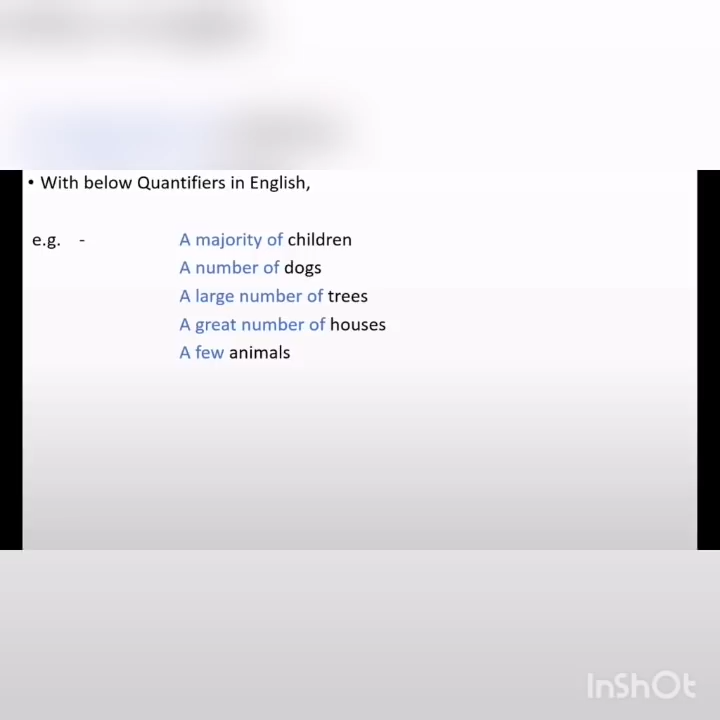 • With below Quantifiers in English,
e.g. - A majority of children
A number of dogs
A large number of trees
A great number of houses
A few animals
InShOt